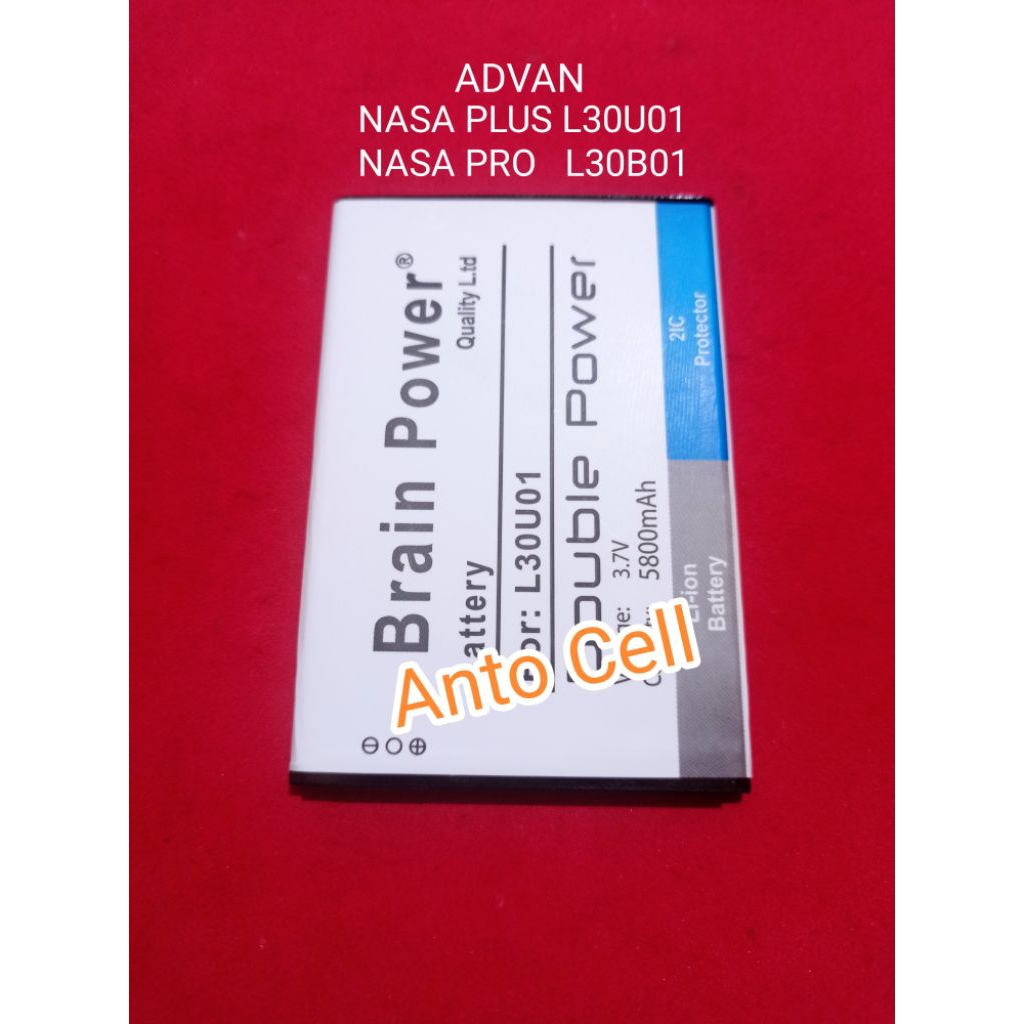 ADVAN
NASA PLUS L30U01
NASA PRO L30B01
Brain Power®
Quality L.td
For: L30U01
Double Power
3.7V
5800mAh
2IC
Protector
Li-ion
Battery
Anto Cell